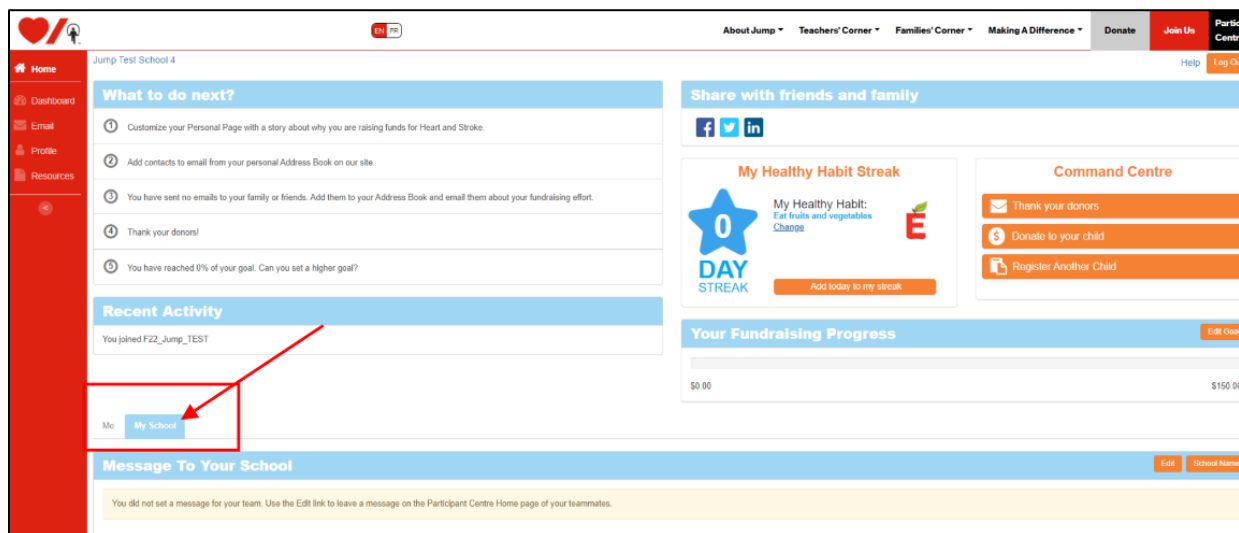 EN FR
About Jump Teachers' Corner Families' Corner Making A Difference Donate Join Us
Home
Dashboard
Email
Profile
Resources
Jump Test School 4
Help
What to do next?
1 Customize your Personal Page with a story about why you are raising funds for Heart and Stroke.
2 Add contacts to email from your personal Address Book on our site.
3 You have sent no emails to your family or friends. Add them to your Address Book and email them about your fundraising effort.
4 Thank your donors!
5 You have reached 0% of your goal. Can you set a higher goal?
Recent Activity
You joined F22_Jump_TEST
Share with friends and family
My Healthy Habit Streak
0
DAY
STREAK
My Healthy Habit:
Eat fruits and vegetables
Change
É
Add today to my streak
Command Centre
Thank your donors
Donate to your child
Register Another Child
Your Fundraising Progress
Edit Goal
$0.00 $150.00
Me My School
Message To Your School
Edit School Name
You did not set a message for your team. Use the Edit link to leave a message on the Participant Centre Home page of your teammates.